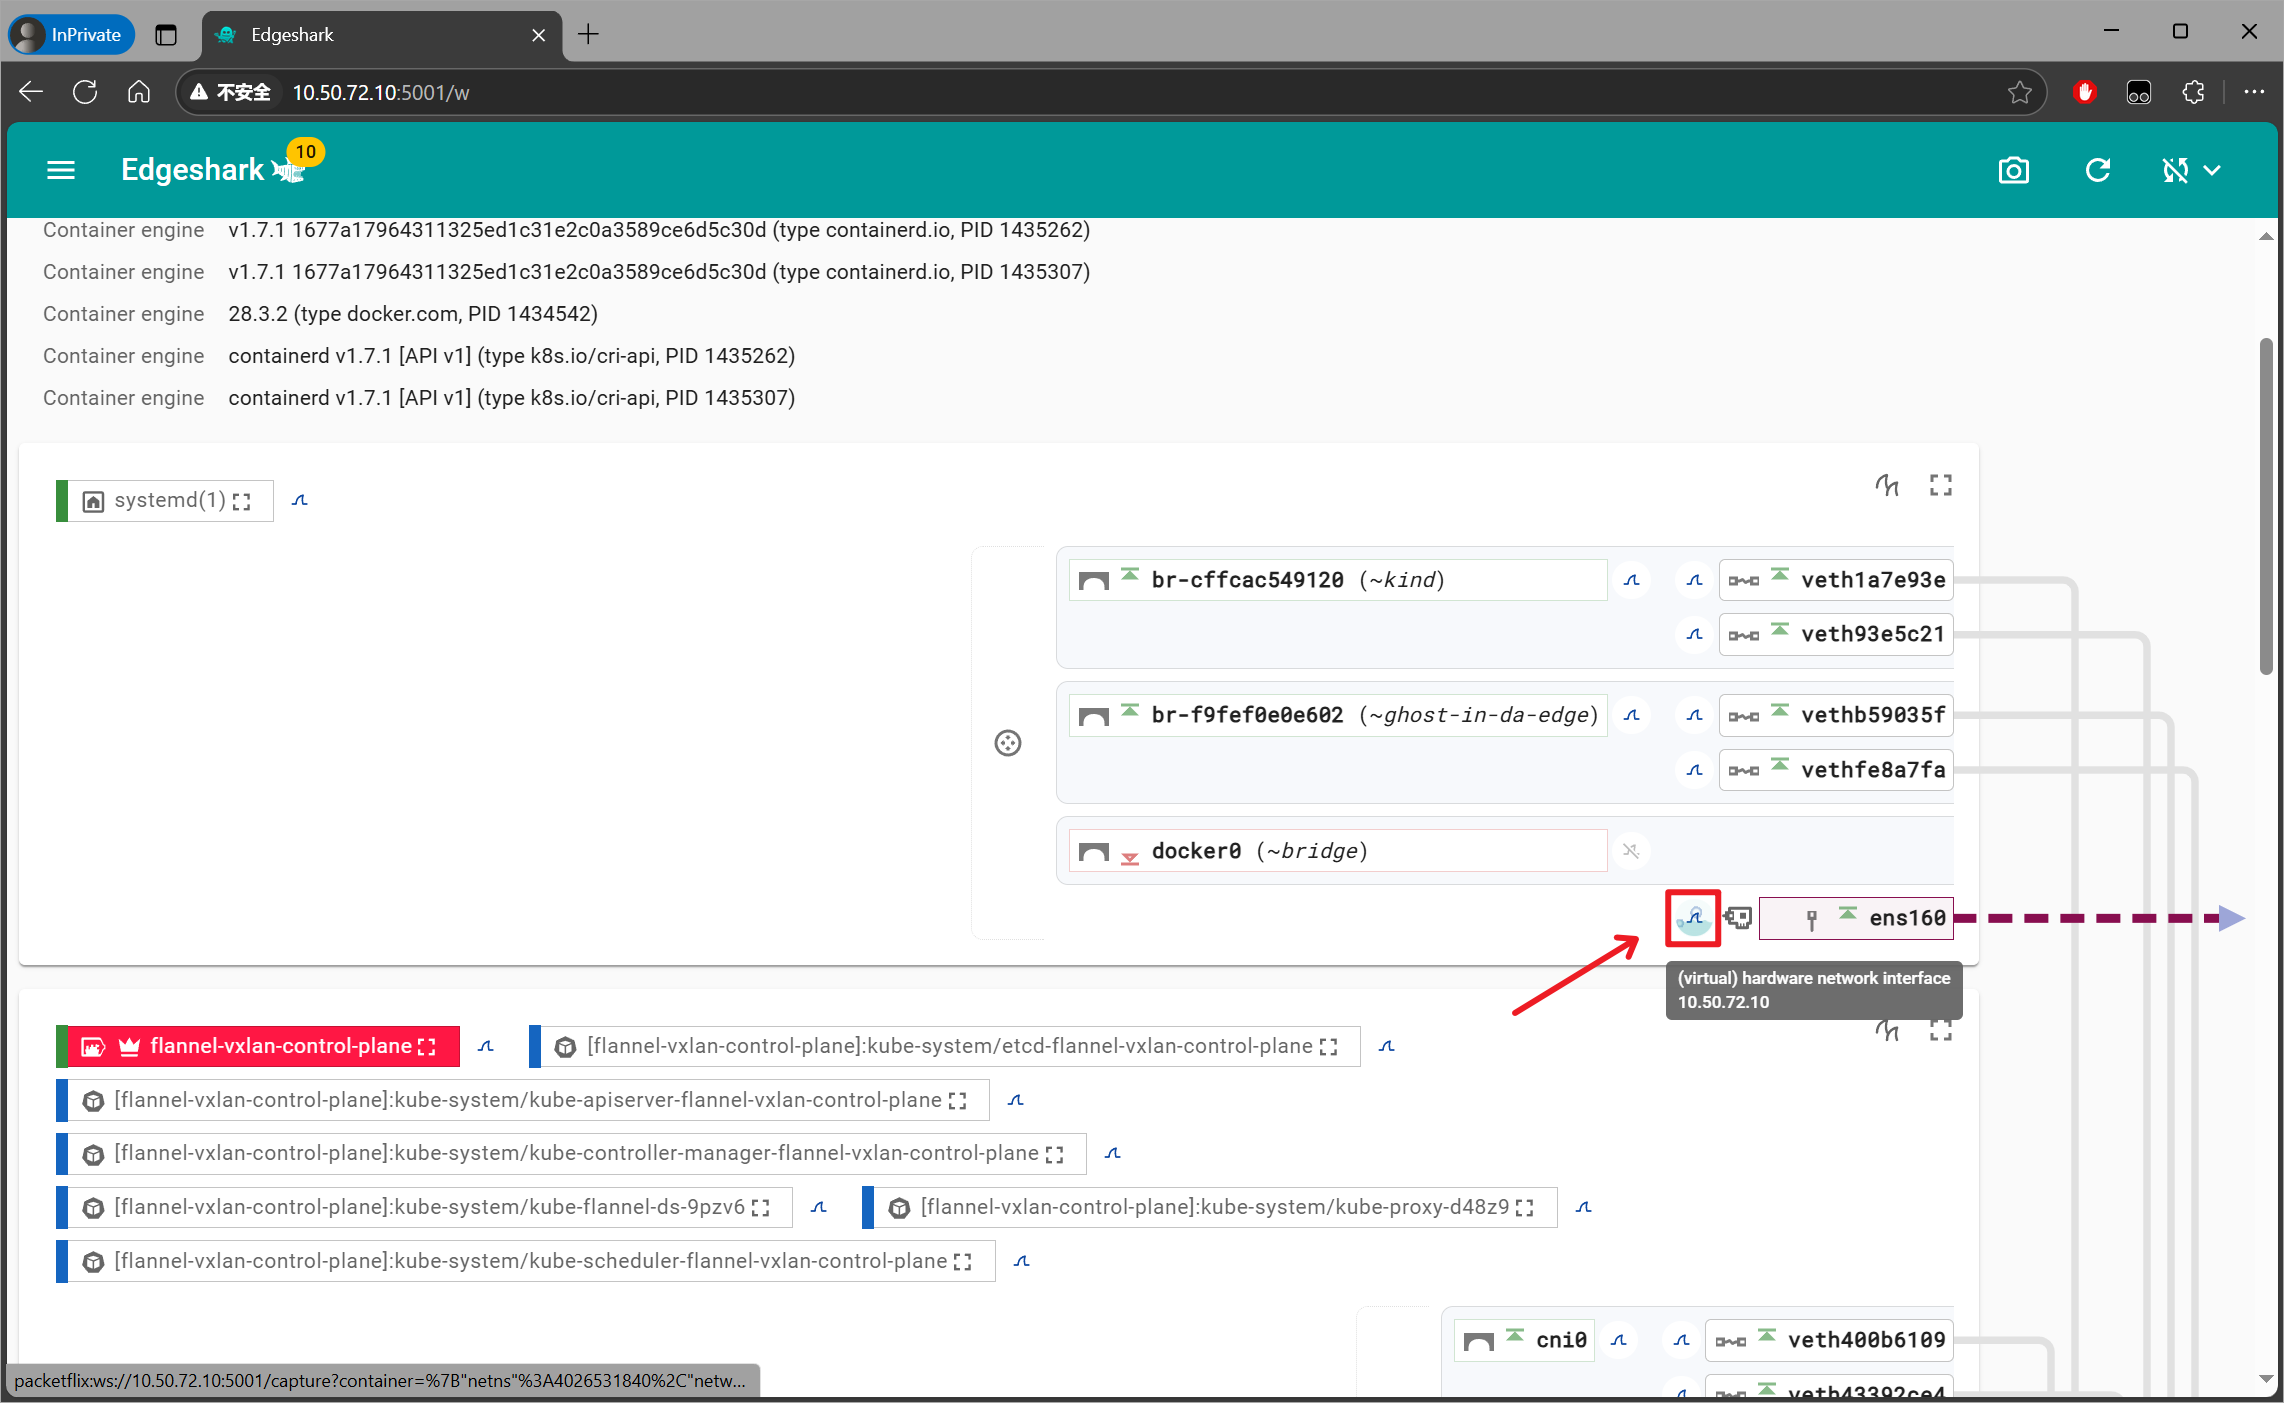 InPrivate
Edgeshark
不安全
10.50.72.10:5001/w
Edgeshark
10
Container engine v1.7.1 1677a17964311325ed1c31e2c0a3589ce6d5c30d (type containerd.io, PID 1435262)
Container engine v1.7.1 1677a17964311325ed1c31e2c0a3589ce6d5c30d (type containerd.io, PID 1435307)
Container engine 28.3.2 (type docker.com, PID 1434542)
Container engine containerd v1.7.1 [API v1] (type k8s.io/cri-api, PID 1435262)
Container engine containerd v1.7.1 [API v1] (type k8s.io/cri-api, PID 1435307)
systemd(1)
br-cffcac549120 (~kind) veth1a7e93e
veth93e5c21
br-f9fef0e0e602 (~ghost-in-da-edge) vethb59035f
vethfe8a7fa
docker0 (~bridge)
ens160
(virtual) hardware network interface
10.50.72.10
flannel-vxlan-control-plane [flannel-vxlan-control-plane]:kube-system/etcd-flannel-vxlan-control-plane
[flannel-vxlan-control-plane]:kube-system/kube-apiserver-flannel-vxlan-control-plane
[flannel-vxlan-control-plane]:kube-system/kube-controller-manager-flannel-vxlan-control-plane
[flannel-vxlan-control-plane]:kube-system/kube-flannel-ds-9pzv6 [flannel-vxlan-control-plane]:kube-system/kube-proxy-d48z9
[flannel-vxlan-control-plane]:kube-system/kube-scheduler-flannel-vxlan-control-plane
cni0 veth400b6109
veth43392ce4
packetflix:ws://10.50.72.10:5001/capture?container=%7B"netns"%3A4026531840%2C"netw...